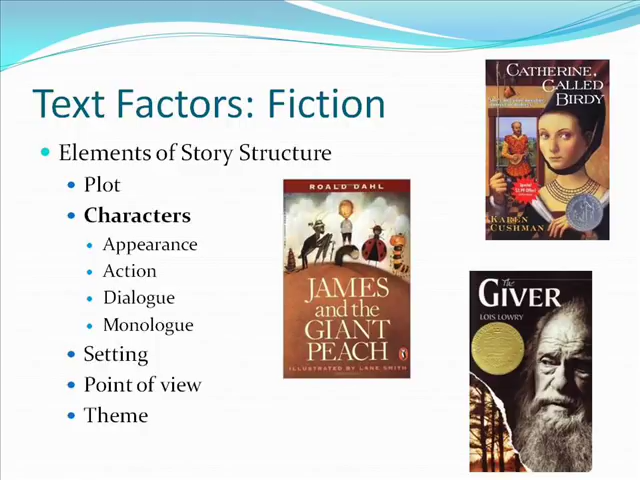 Text Factors: Fiction
Elements of Story Structure
Plot
Characters
Appearance
Action
Dialogue
Monologue
Setting
Point of view
Theme
ROALD DAHL
JAMES
and the
GIANT
PEACH
ILLUSTRATED BY LANE SMITH
CATHERINE,
CALLED
BIRDY
Special
KAREN
CUSHMAN
The
GIVER
LOIS LOWRY